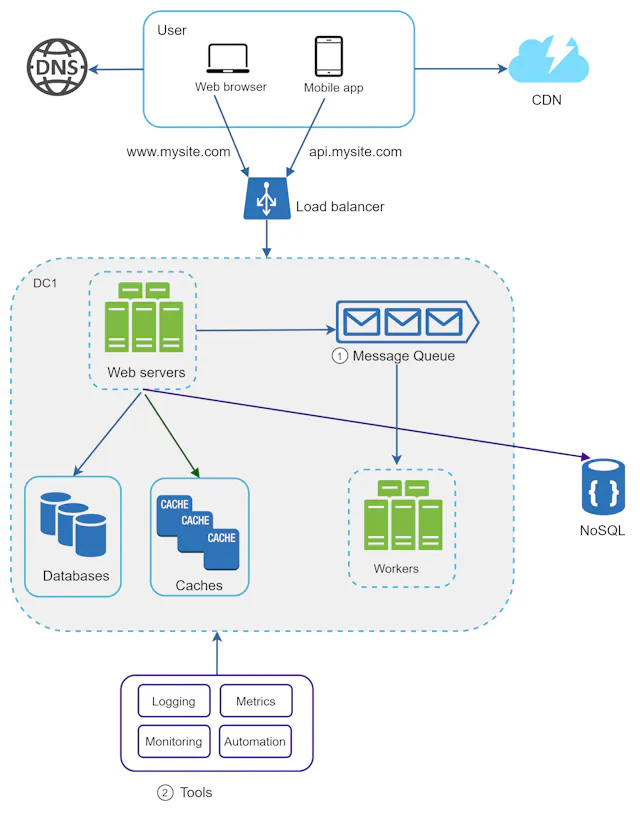 User
DNS
Web browser
Mobile app
CDN
www.mysite.com
api.mysite.com
Load balancer
DC1
Web servers
1 Message Queue
CACHE
CACHE
CACHE
{ }
NoSQL
Databases
Caches
Workers
Logging
Metrics
Monitoring
Automation
2 Tools